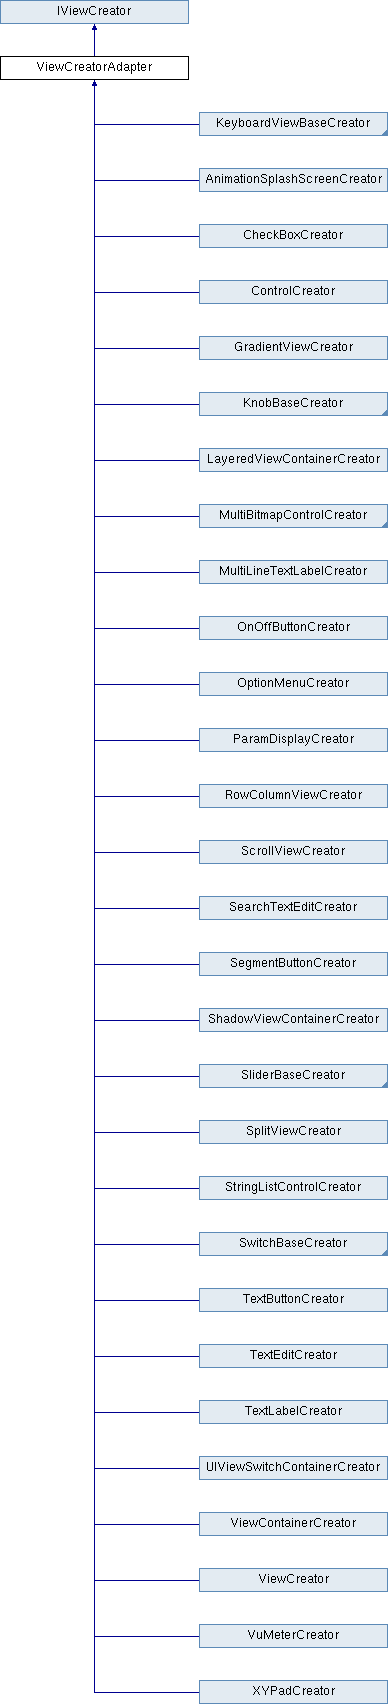 IViewCreator
ViewCreatorAdapter
KeyboardViewBaseCreator
AnimationSplashScreenCreator
CheckBoxCreator
ControlCreator
GradientViewCreator
KnobBaseCreator
LayeredViewContainerCreator
MultiBitmapControlCreator
MultiLineTextLabelCreator
OnOffButtonCreator
OptionMenuCreator
ParamDisplayCreator
RowColumnViewCreator
ScrollViewCreator
SearchTextEditCreator
SegmentButtonCreator
ShadowViewContainerCreator
SliderBaseCreator
SplitViewCreator
StringListControlCreator
SwitchBaseCreator
TextButtonCreator
TextEditCreator
TextLabelCreator
UIViewSwitchContainerCreator
ViewContainerCreator
ViewCreator
VuMeterCreator
XYPadCreator